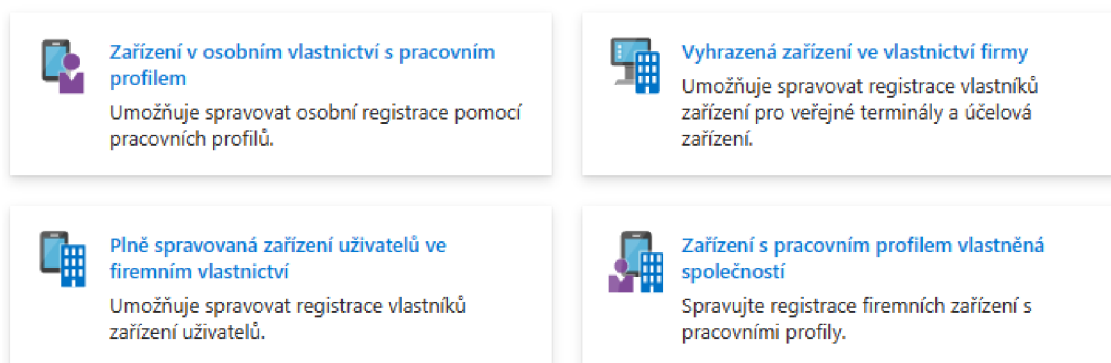 Zařízení v osobním vlastnictví s pracovním
profilem
Umožňuje spravovat osobní registrace pomocí
pracovních profilů.
Vyhrazená zařízení ve vlastnictví firmy
Umožňuje spravovat registrace vlastníků
zařízení pro veřejné terminály a účelová
zařízení.
Plně spravovaná zařízení uživatelů ve
firemním vlastnictví
Umožňuje spravovat registrace vlastníků
zařízení uživatelů.
Zařízení s pracovním profilem vlastněná
společností
Spravujte registrace firemních zařízení s
pracovními profily.